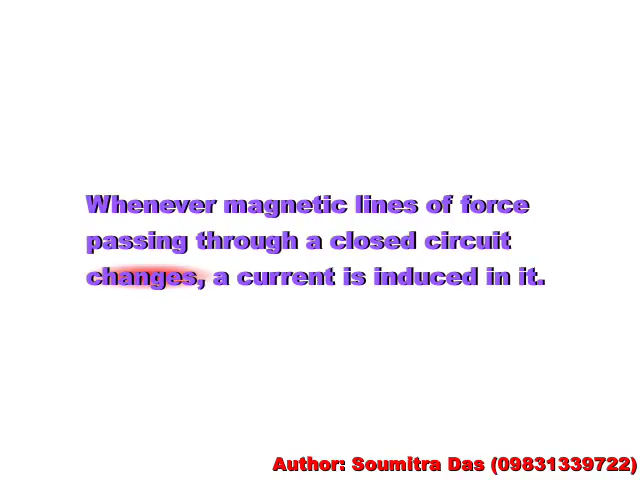 Whenever magnetic lines of force
passing through a closed circuit
changes, a current is induced in it.
Author: Soumitra Das (09831339722)